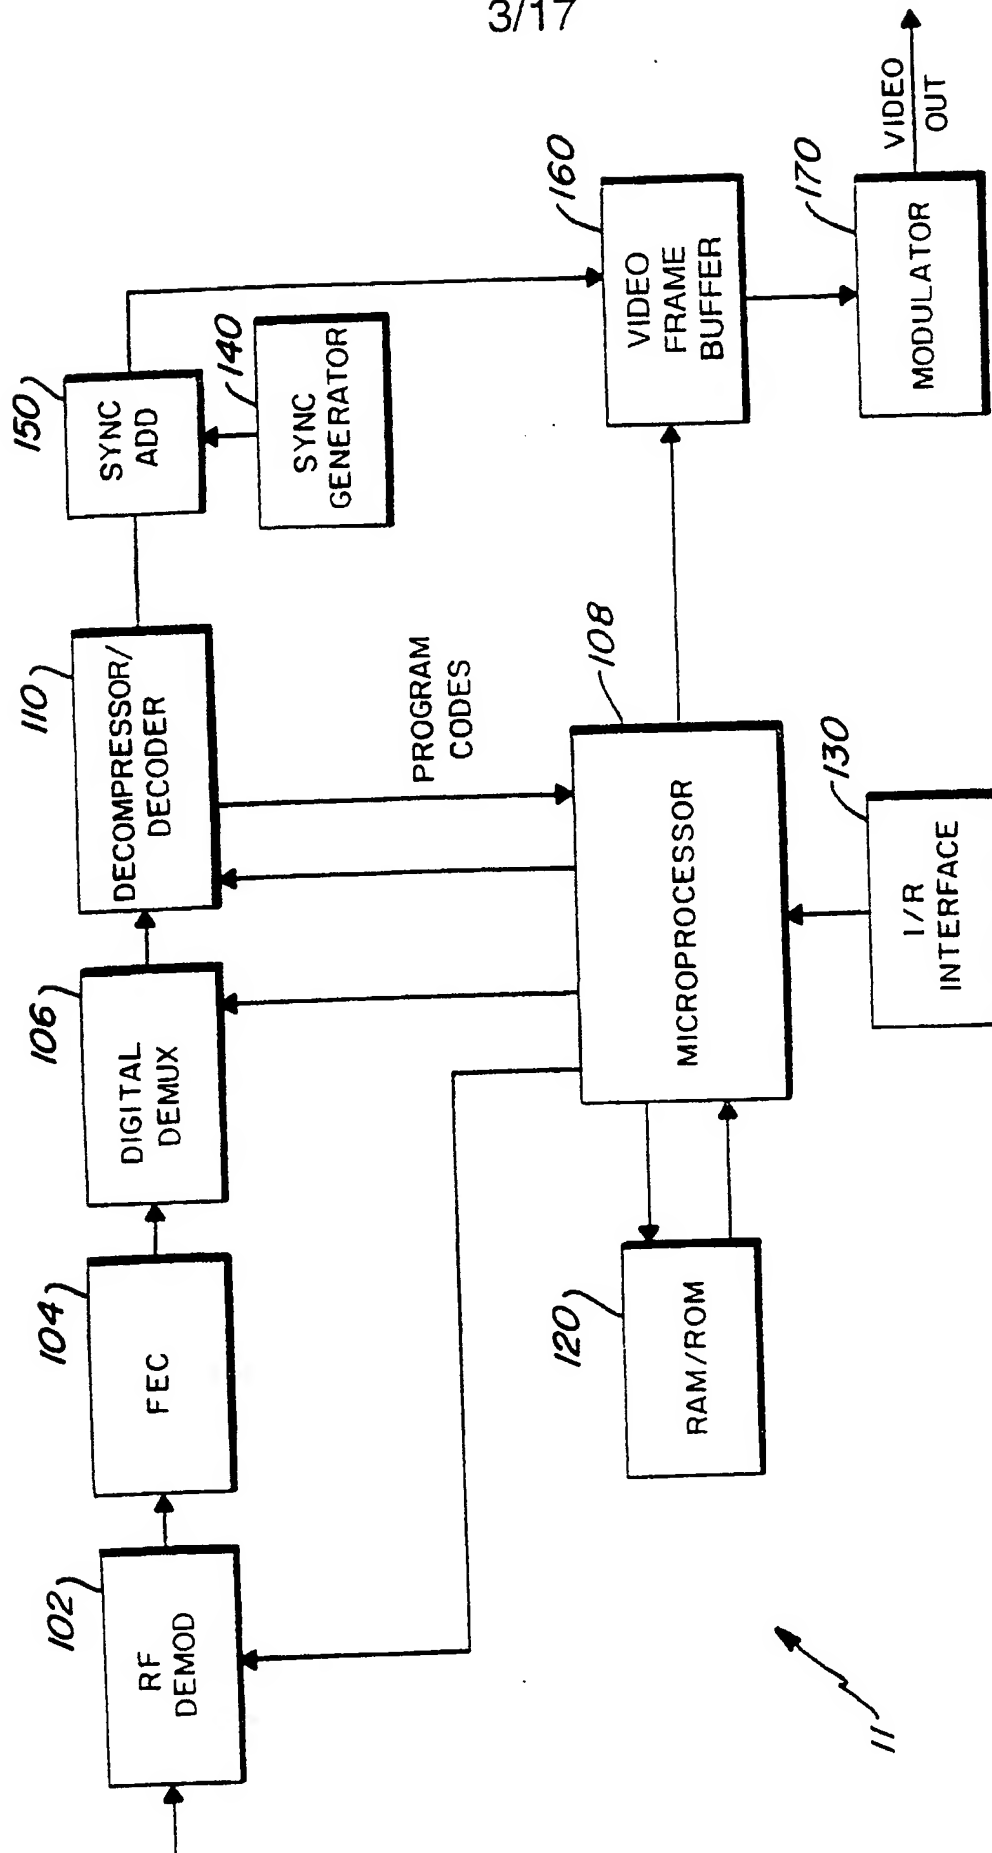 3/17
102
RF
DEMOD
104
FEC
106
DIGITAL
DEMUX
110
DECOMPRESSOR/
DECODER
150
SYNC
ADD
140
SYNC
GENERATOR
PROGRAM
CODES
120
RAM/ROM
108
MICROPROCESSOR
130
I/R
INTERFACE
160
VIDEO
FRAME
BUFFER
170
MODULATOR
VIDEO
OUT
11